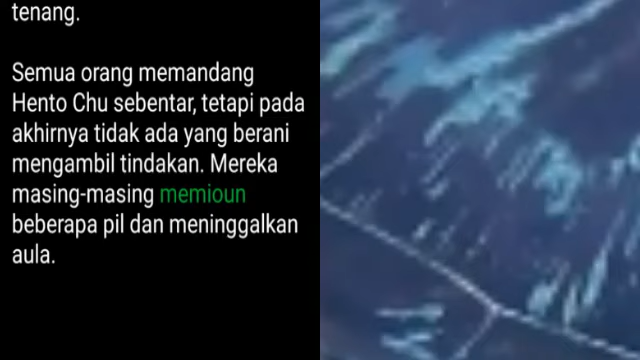 tenang.
Semua orang memandang
Hento Chu sebentar, tetapi pada
akhirnya tidak ada yang berani
mengambil tindakan. Mereka
masing-masing memioun
beberapa pil dan meninggalkan
aula.